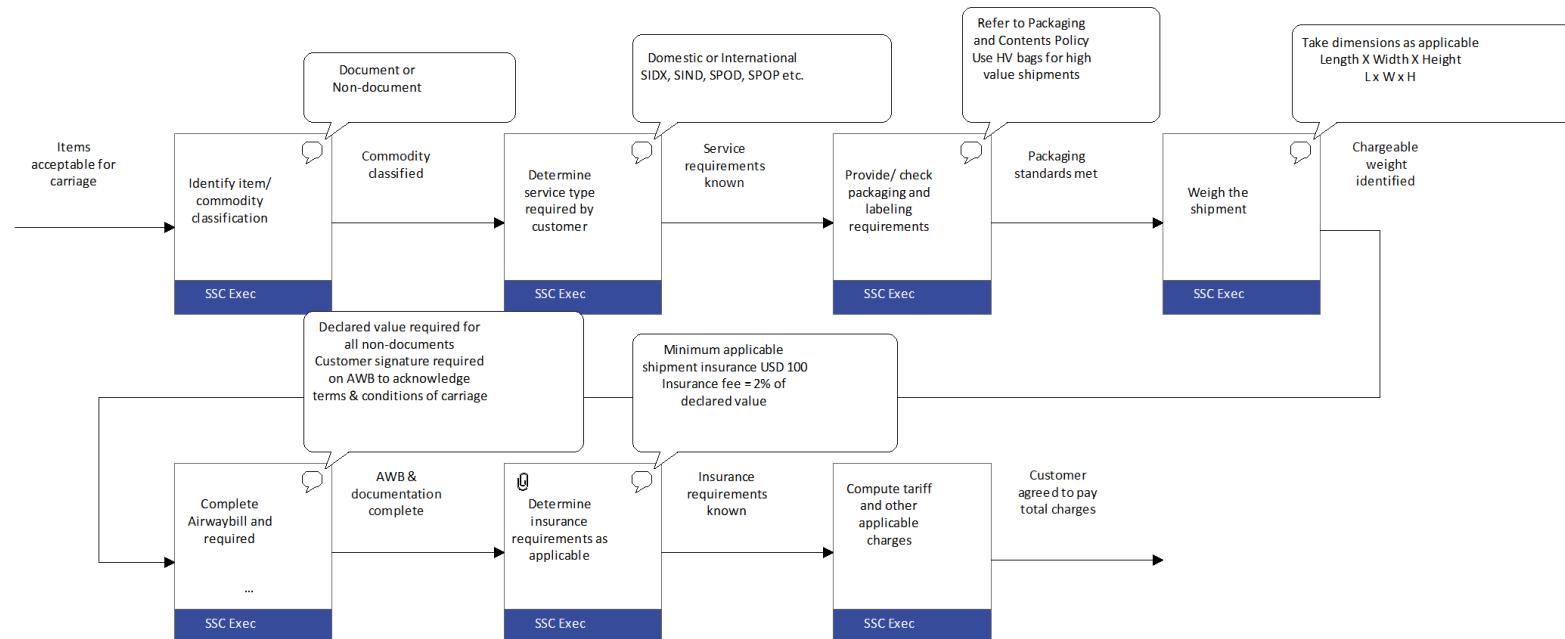 Document or
Non-document
Domestic or International
SIDX, SIND, SPOD, SPOP etc.
Refer to Packaging
and Contents Policy
Use HV bags for high
value shipments
Take dimensions as applicable
Length X Width X Height
L x W x H
Items
acceptable for
carriage
Identify item/
commodity
classification
SSC Exec
Commodity
classified
Determine
service type
required by
customer
SSC Exec
Service
requirements
known
Provide/ check
packaging and
labeling
requirements
SSC Exec
Packaging
standards met
Weigh the
shipment
SSC Exec
Chargeable
weight
identified
Declared value required for
all non-documents
Customer signature required
on AWB to acknowledge
terms & conditions of carriage
Minimum applicable
shipment insurance USD 100
Insurance fee = 2% of
declared value
Complete
Airwaybill and
required
...
SSC Exec
AWB &
documentation
complete
Determine
insurance
requirements as
applicable
SSC Exec
Insurance
requirements
known
Compute tariff
and other
applicable
charges
SSC Exec
Customer
agreed to pay
total charges